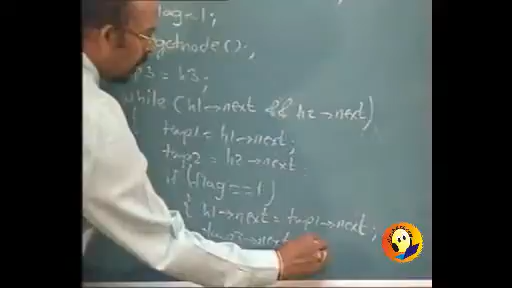 flag=1;
getnode();
p3 = h3;
while (h1→next && h2→next)
{ tmp1 = h1→next;
tmp2 = h2→next
if (flag==1)
{ h1→next = tmp1→next;
→next